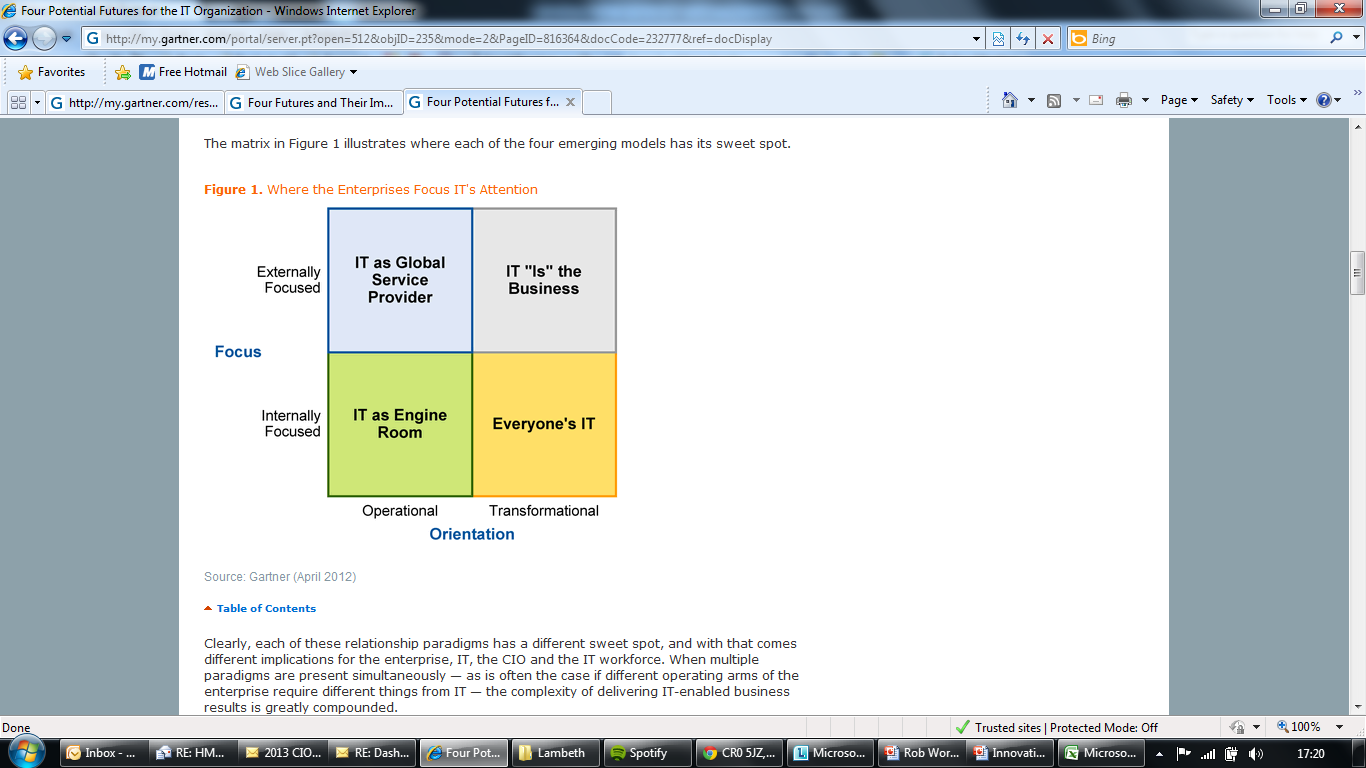 Four Potential Futures for the IT Organization - Windows Internet Explorer
http://my.gartner.com/portal/server.pt?open=512&objID=235&mode=2&PageID=816364&docCode=232777&ref=docDisplay
Bing
Favorites
Free Hotmail
Web Slice Gallery
http://my.gartner.com/res...
Four Futures and Their Im...
Four Potential Futures f...
Page
Safety
Tools
The matrix in Figure 1 illustrates where each of the four emerging models has its sweet spot.
Figure 1. Where the Enterprises Focus IT's Attention
Externally
Focused
IT as Global
Service
Provider
IT "Is" the
Business
Focus
Internally
Focused
IT as Engine
Room
Everyone's IT
Operational
Transformational
Orientation
Source: Gartner (April 2012)
Table of Contents
Clearly, each of these relationship paradigms has a different sweet spot, and with that comes
different implications for the enterprise, IT, the CIO and the IT workforce. When multiple
paradigms are present simultaneously — as is often the case if different operating arms of the
enterprise require different things from IT — the complexity of delivering IT-enabled business
results is greatly compounded.
Done
Trusted sites | Protected Mode: Off
100%
Inbox - ...
RE: HM...
2013 CIO...
RE: Dash...
Four Pot...
Lambeth
Spotify
CR0 5JZ,...
Microso...
Rob Wor...
Innovati...
Microso...
17:20